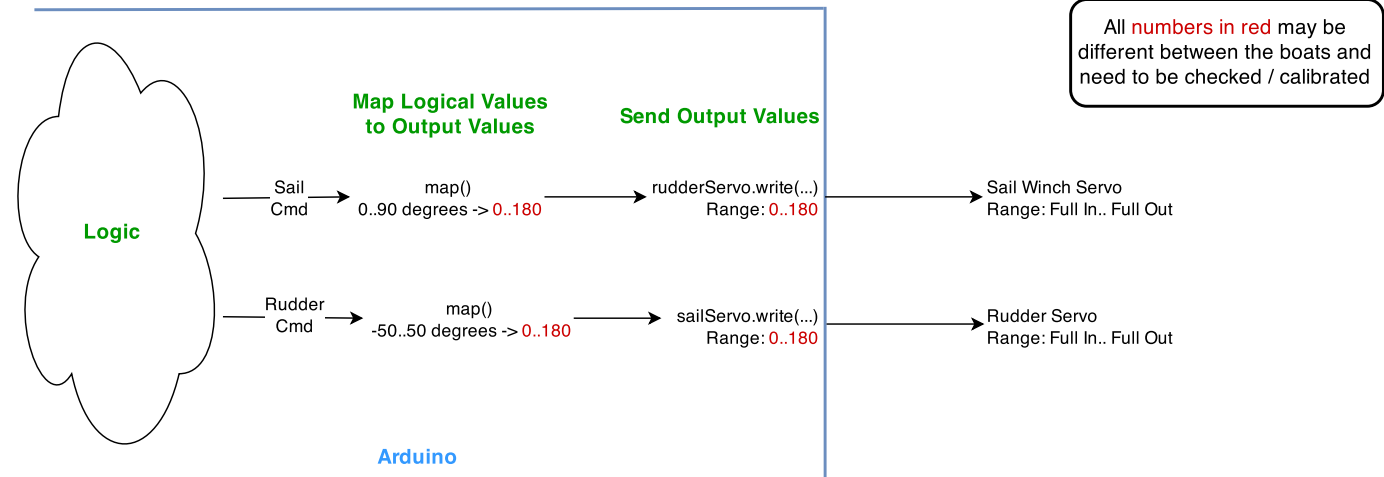 All numbers in red may be
different between the boats and
need to be checked / calibrated
Map Logical Values
to Output Values
Send Output Values
Logic
Sail
Cmd
map()
0..90 degrees -> 0..180
rudderServo.write(...)
Range: 0..180
Sail Winch Servo
Range: Full In.. Full Out
Rudder
Cmd
map()
-50..50 degrees -> 0..180
sailServo.write(...)
Range: 0..180
Rudder Servo
Range: Full In.. Full Out
Arduino